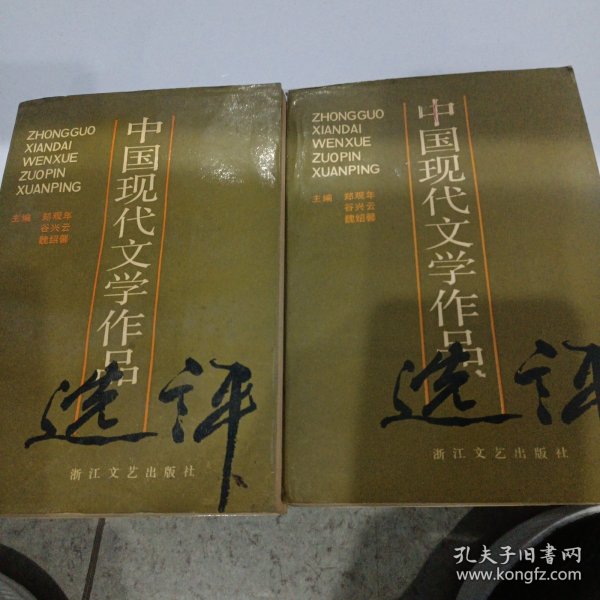 ZHONGGUO
XIANDAI
WENXUE
ZUOPIN
XUANPING
主编 郑观年
谷兴云
魏绍馨
中国现代文学作品
选评
浙江文艺出版社
ZHONGGUO
XIANDAI
WENXUE
ZUOPIN
XUANPING
主编 郑观年
谷兴云
魏绍馨
中国现代文学作品
选评
浙江文艺出版社
孔夫子旧书网
www.kongfz.com